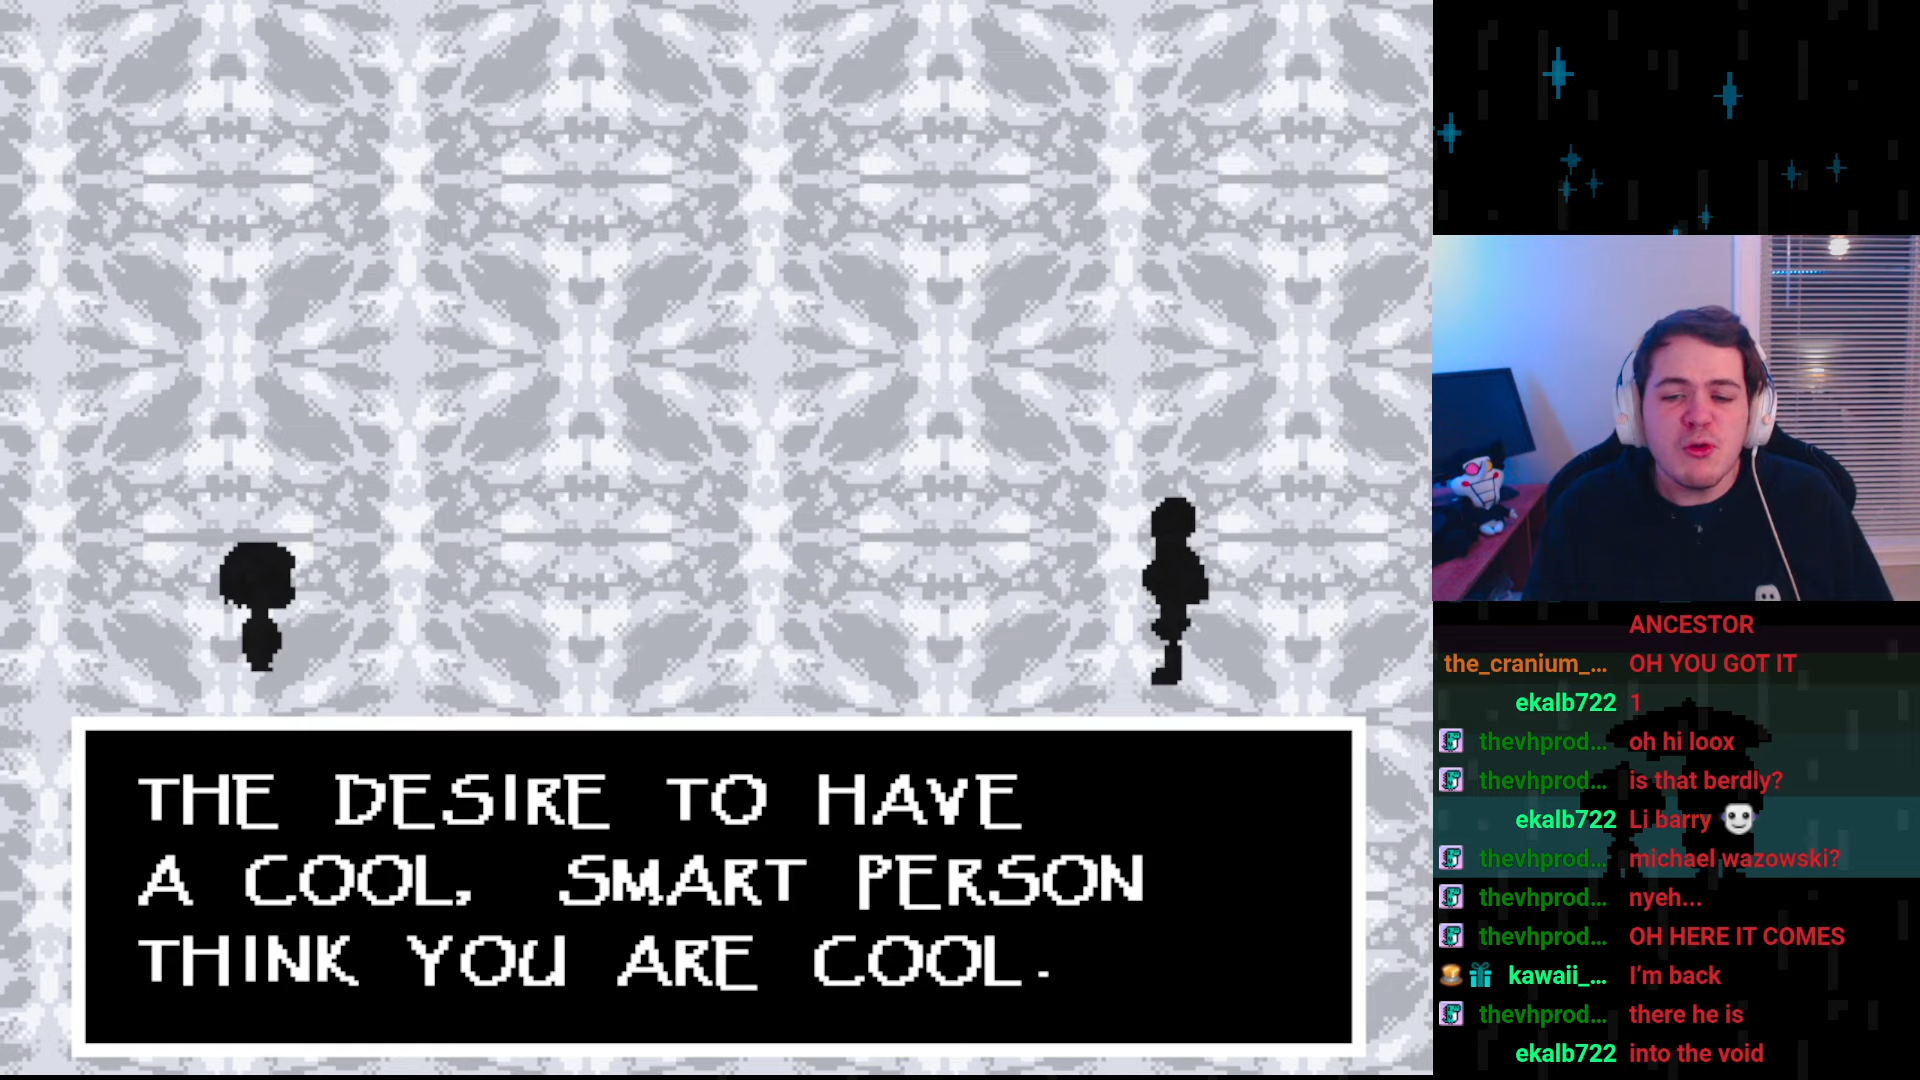 THE DESIRE TO HAVE
A COOL, SMART PERSON
THINK YOU ARE COOL.
ANCESTOR
the_cranium_... OH YOU GOT IT
ekalb722 1
thevhprod... oh hi loox
thevhprod... is that berdly?
ekalb722 Li barry
thevhprod... michael wazowski?
thevhprod... nyeh...
thevhprod... OH HERE IT COMES
kawaii_... I'm back
thevhprod... there he is
ekalb722 into the void